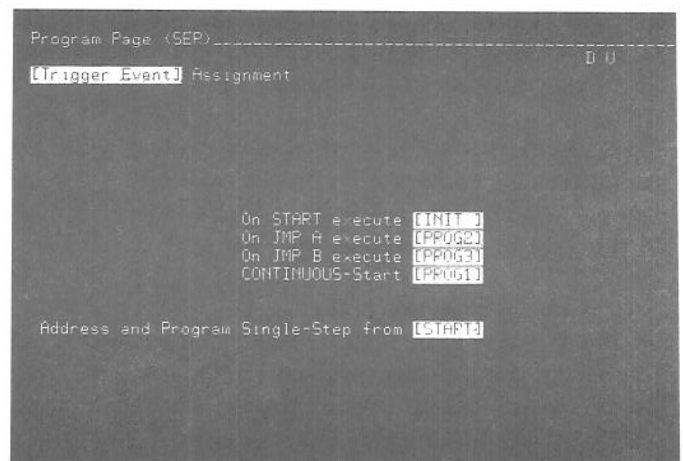 Program Page (SEP)
D U
[Trigger Event] Assignment
On START execute [INIT ]
On JMP A execute [PROG2]
On JMP B execute [PROG3]
CONTINUOUS-Start [PROG1]
Address and Program Single-Step from [START]